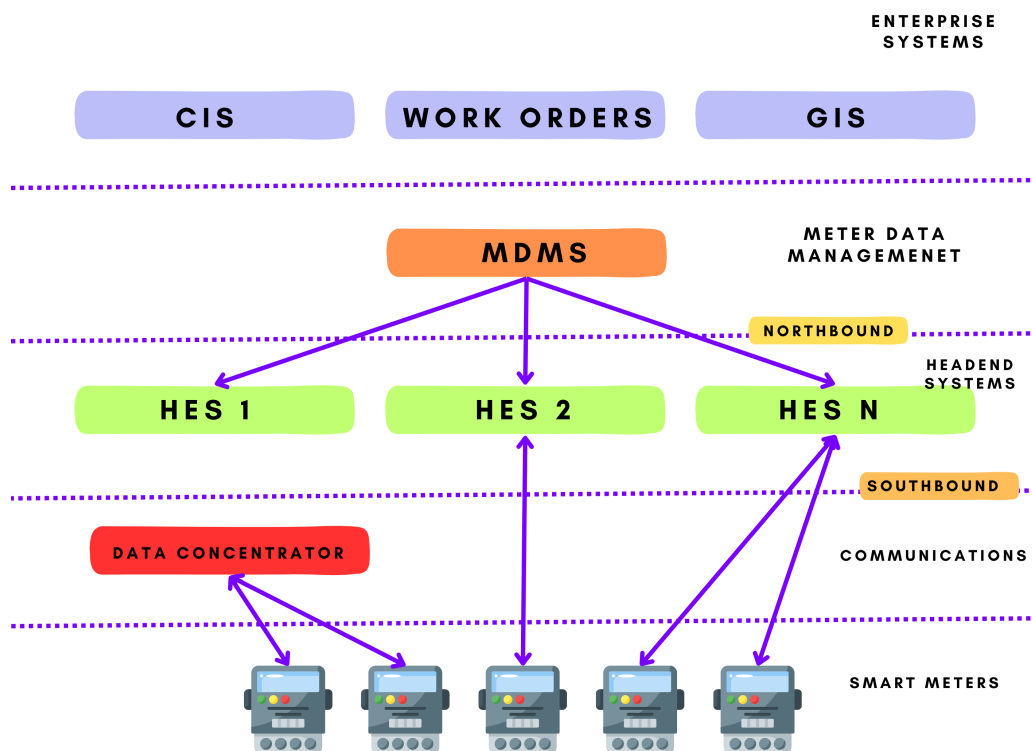 ENTERPRISE
SYSTEMS
CIS
WORK ORDERS
GIS
METER DATA
MANAGEMENET
MDMS
NORTHBOUND
HEADEND
SYSTEMS
HES 1
HES 2
HES N
SOUTHBOUND
DATA CONCENTRATOR
COMMUNICATIONS
SMART METERS